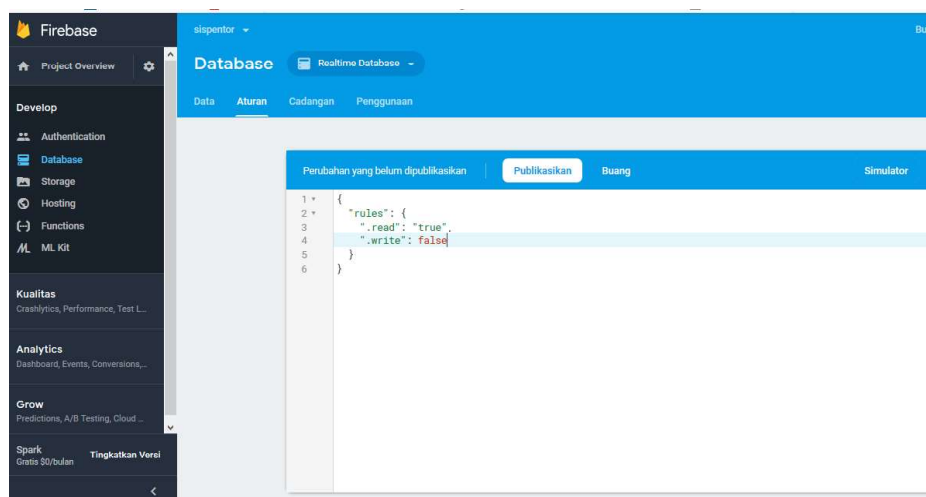 Firebase
Project Overview
Develop
Authentication
Database
Storage
Hosting
Functions
ML Kit
Kualitas
Crashlytics, Performance, Test L...
Analytics
Dashboard, Events, Conversions,...
Grow
Predictions, A/B Testing, Cloud ...
Spark
Gratis $0/bulan
Tingkatkan Versi
sispentor
Bu
Database
Realtime Database
Data Aturan Cadangan Penggunaan
Perubahan yang belum dipublikasikan Publikasikan Buang Simulator
1 {
2 "rules": {
3 ".read": "true",
4 ".write": false
5 }
6 }